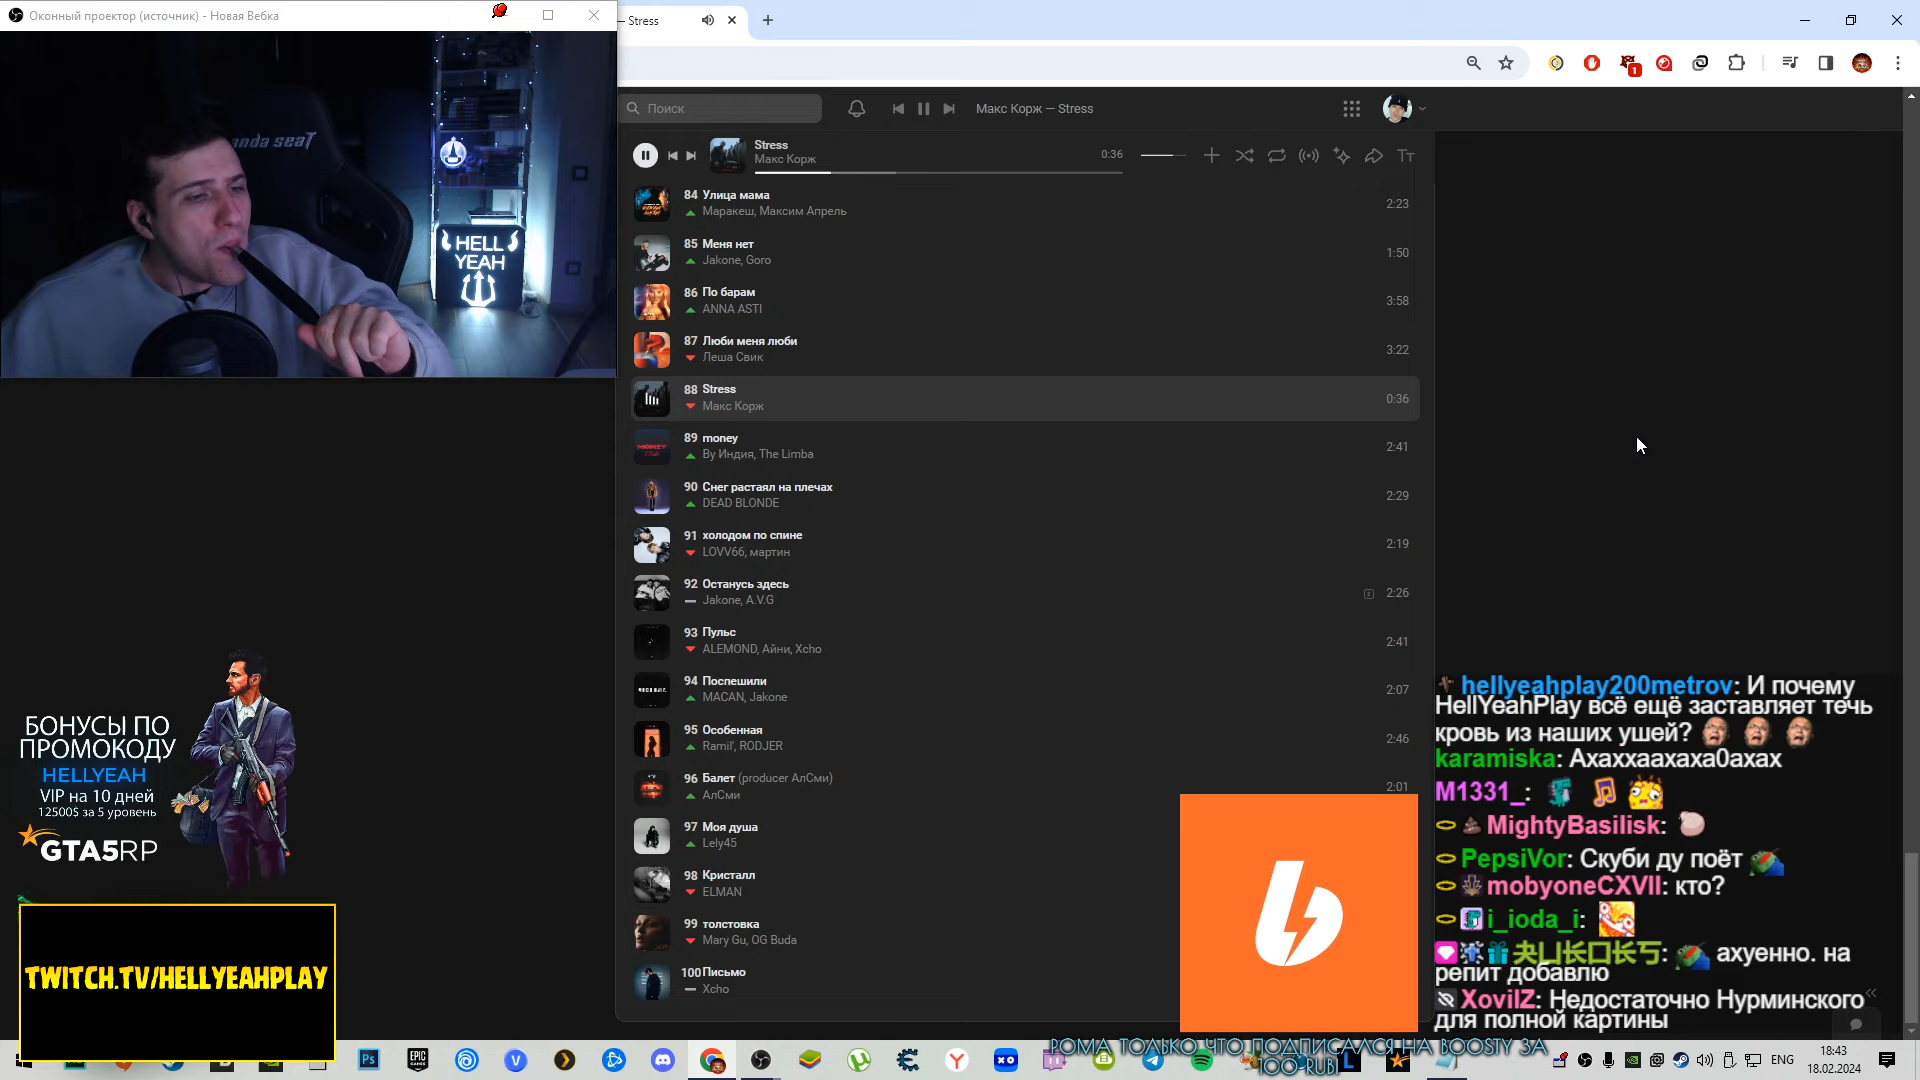 Оконный проектор (источник) - Новая Вебка
— Stress
1
anda seat
HELL
YEAH
Поиск
Макс Корж — Stress
Stress
Макс Корж
0:36
84 Улица мама
Маракеш, Максим Апрель
2:23
85 Меня нет
Jakone, Goro
1:50
86 По барам
ANNA ASTI
3:58
87 Люби меня люби
Леша Свик
3:22
88 Stress
Макс Корж
0:36
89 money
By Индия, The Limba
2:41
90 Снег растаял на плечах
DEAD BLONDE
2:29
91 холодом по спине
LOVV66, мартин
2:19
92 Останусь здесь
Jakone, A.V.G
E 2:26
93 Пульс
ALEMOND, Айни, Xcho
2:41
94 Поспешили
MACAN, Jakone
2:07
95 Особенная
Ramil', RODJER
2:46
96 Балет (producer АлСми)
АлСми
2:01
97 Моя душа
Lely45
98 Кристалл
ELMAN
99 толстовка
Mary Gu, OG Buda
100 Письмо
Xcho
БОНУСЫ ПО
ПРОМОКОДУ
HELLYEAH
VIP на 10 дней
12500$ за 5 уровень
GTA5RP
TWITCH.TV/HELLYEAHPLAY
hellyeahplay200metrov: И почему
HellYeahPlay всё ещё заставляет течь
кровь из наших ушей?
karamiska: Ахаххаахаха0ахах
M1331_:
MightyBasilisk:
PepsiVor: Скуби ду поёт
mobyoneCXVII: кто?
i_ioda_i:
: ахуенно. на
репит добавлю
XovilZ: Недостаточно Нурминского
для полной картины
РОМА ТОЛЬКО ЧТО ПОДПИСАЛСЯ НА BOOSTY ЗА
100 RUB!
ENG
18:43
18.02.2024